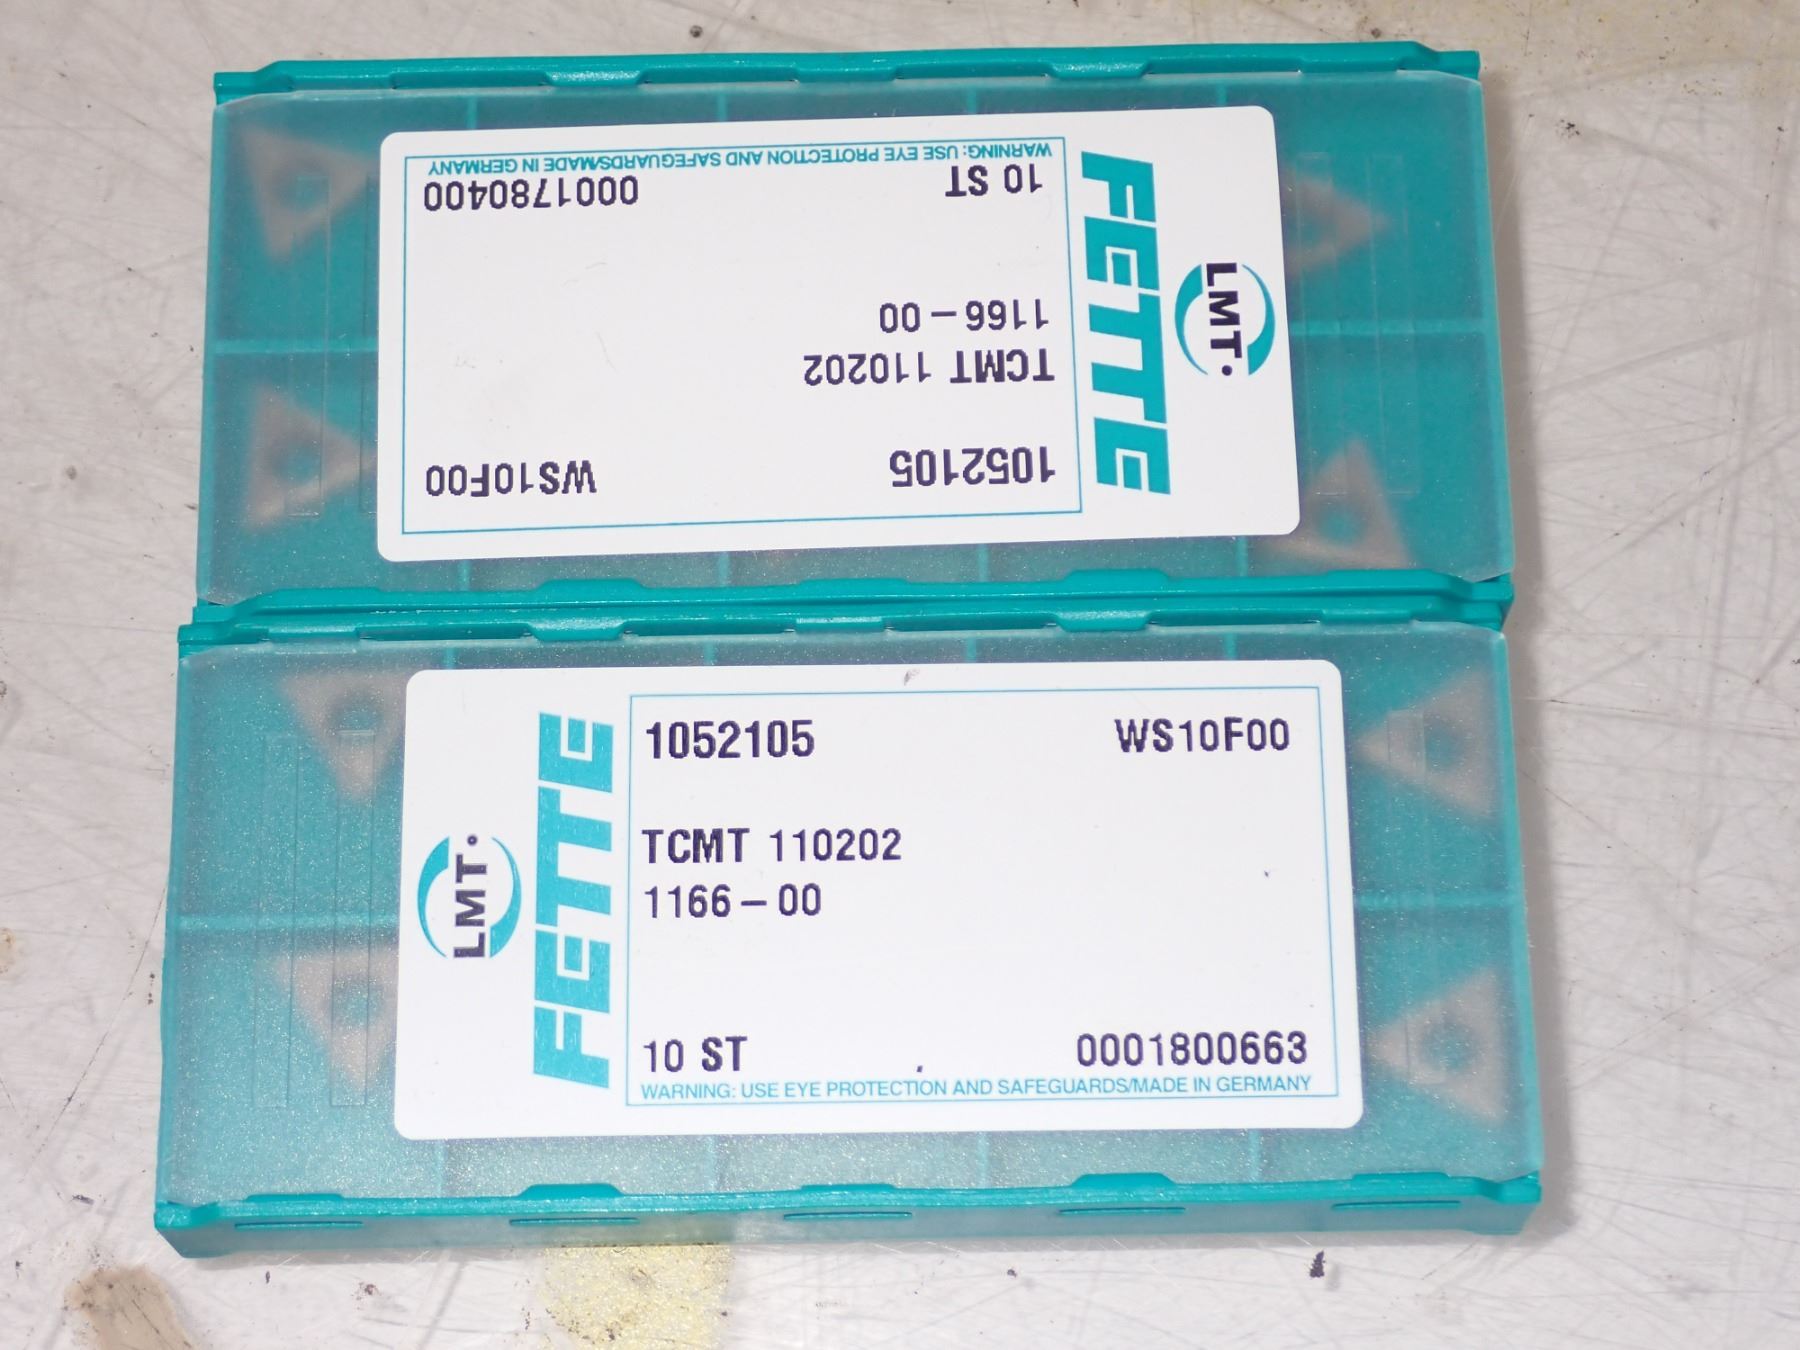 WARNING: USE EYE PROTECTION AND SAFEGUARDS/MADE IN GERMANY
10 ST 0001780400
1166-00
TCMT 110202
1052105 WS10F00
FETTE
LMT.
1052105 WS10F00
TCMT 110202
1166-00
10 ST 0001800663
WARNING: USE EYE PROTECTION AND SAFEGUARDS/MADE IN GERMANY
FETTE
LMT.